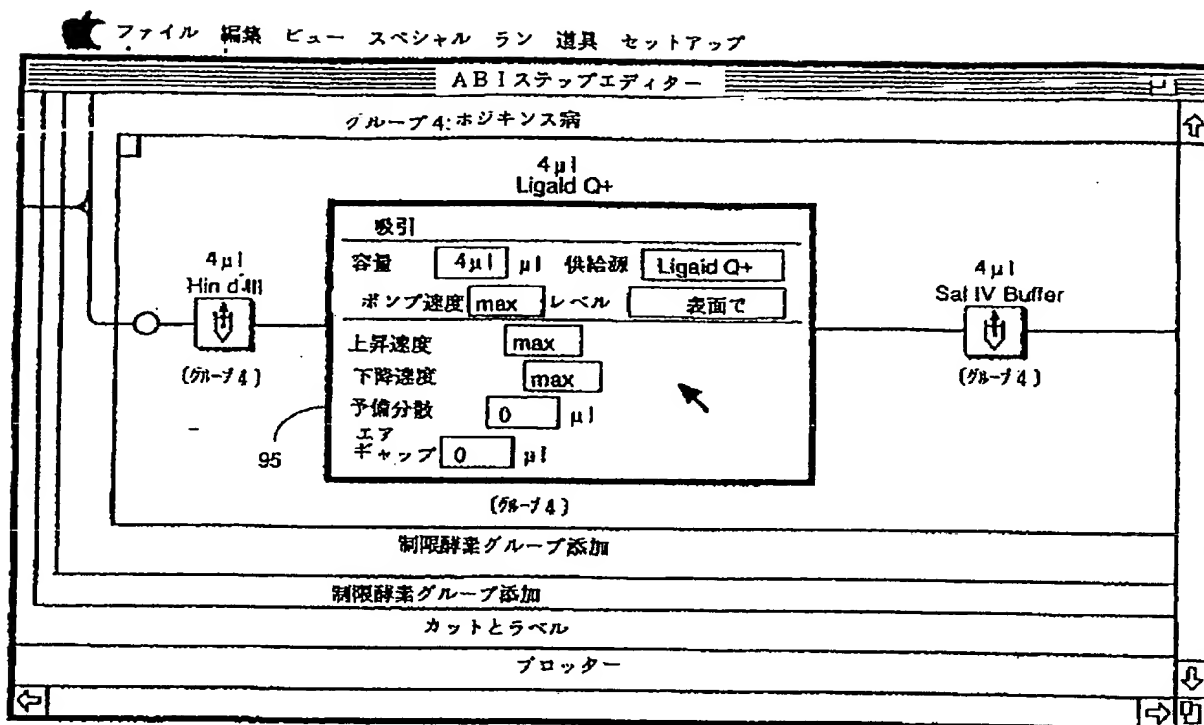 ファイル 編集 ビュー スペシャル ラン 道具 セットアップ
ABIステップエディター
グループ4:ホジキンス病
4μl
Ligald Q+
吸引
容量 4μl μl 供給源 Ligaid Q+
ポンプ速度 max レベル 表面で
上昇速度 max
下降速度 max
予備分散 0 μl
エア
ギャップ 0 μl
4μl
Hin d-III
(グループ4)
4μl
Sal IV Buffer
(グループ4)
95
(グループ4)
制限酵素グループ添加
制限酵素グループ添加
カットとラベル
ブロッター